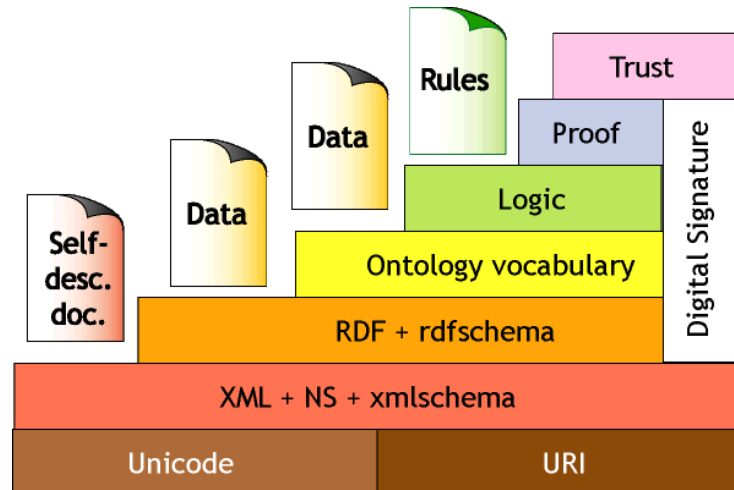 Rules
Trust
Data
Proof
Data
Logic
Digital Signature
Self-
desc.
doc.
Ontology vocabulary
RDF + rdfschema
XML + NS + xmlschema
Unicode
URI